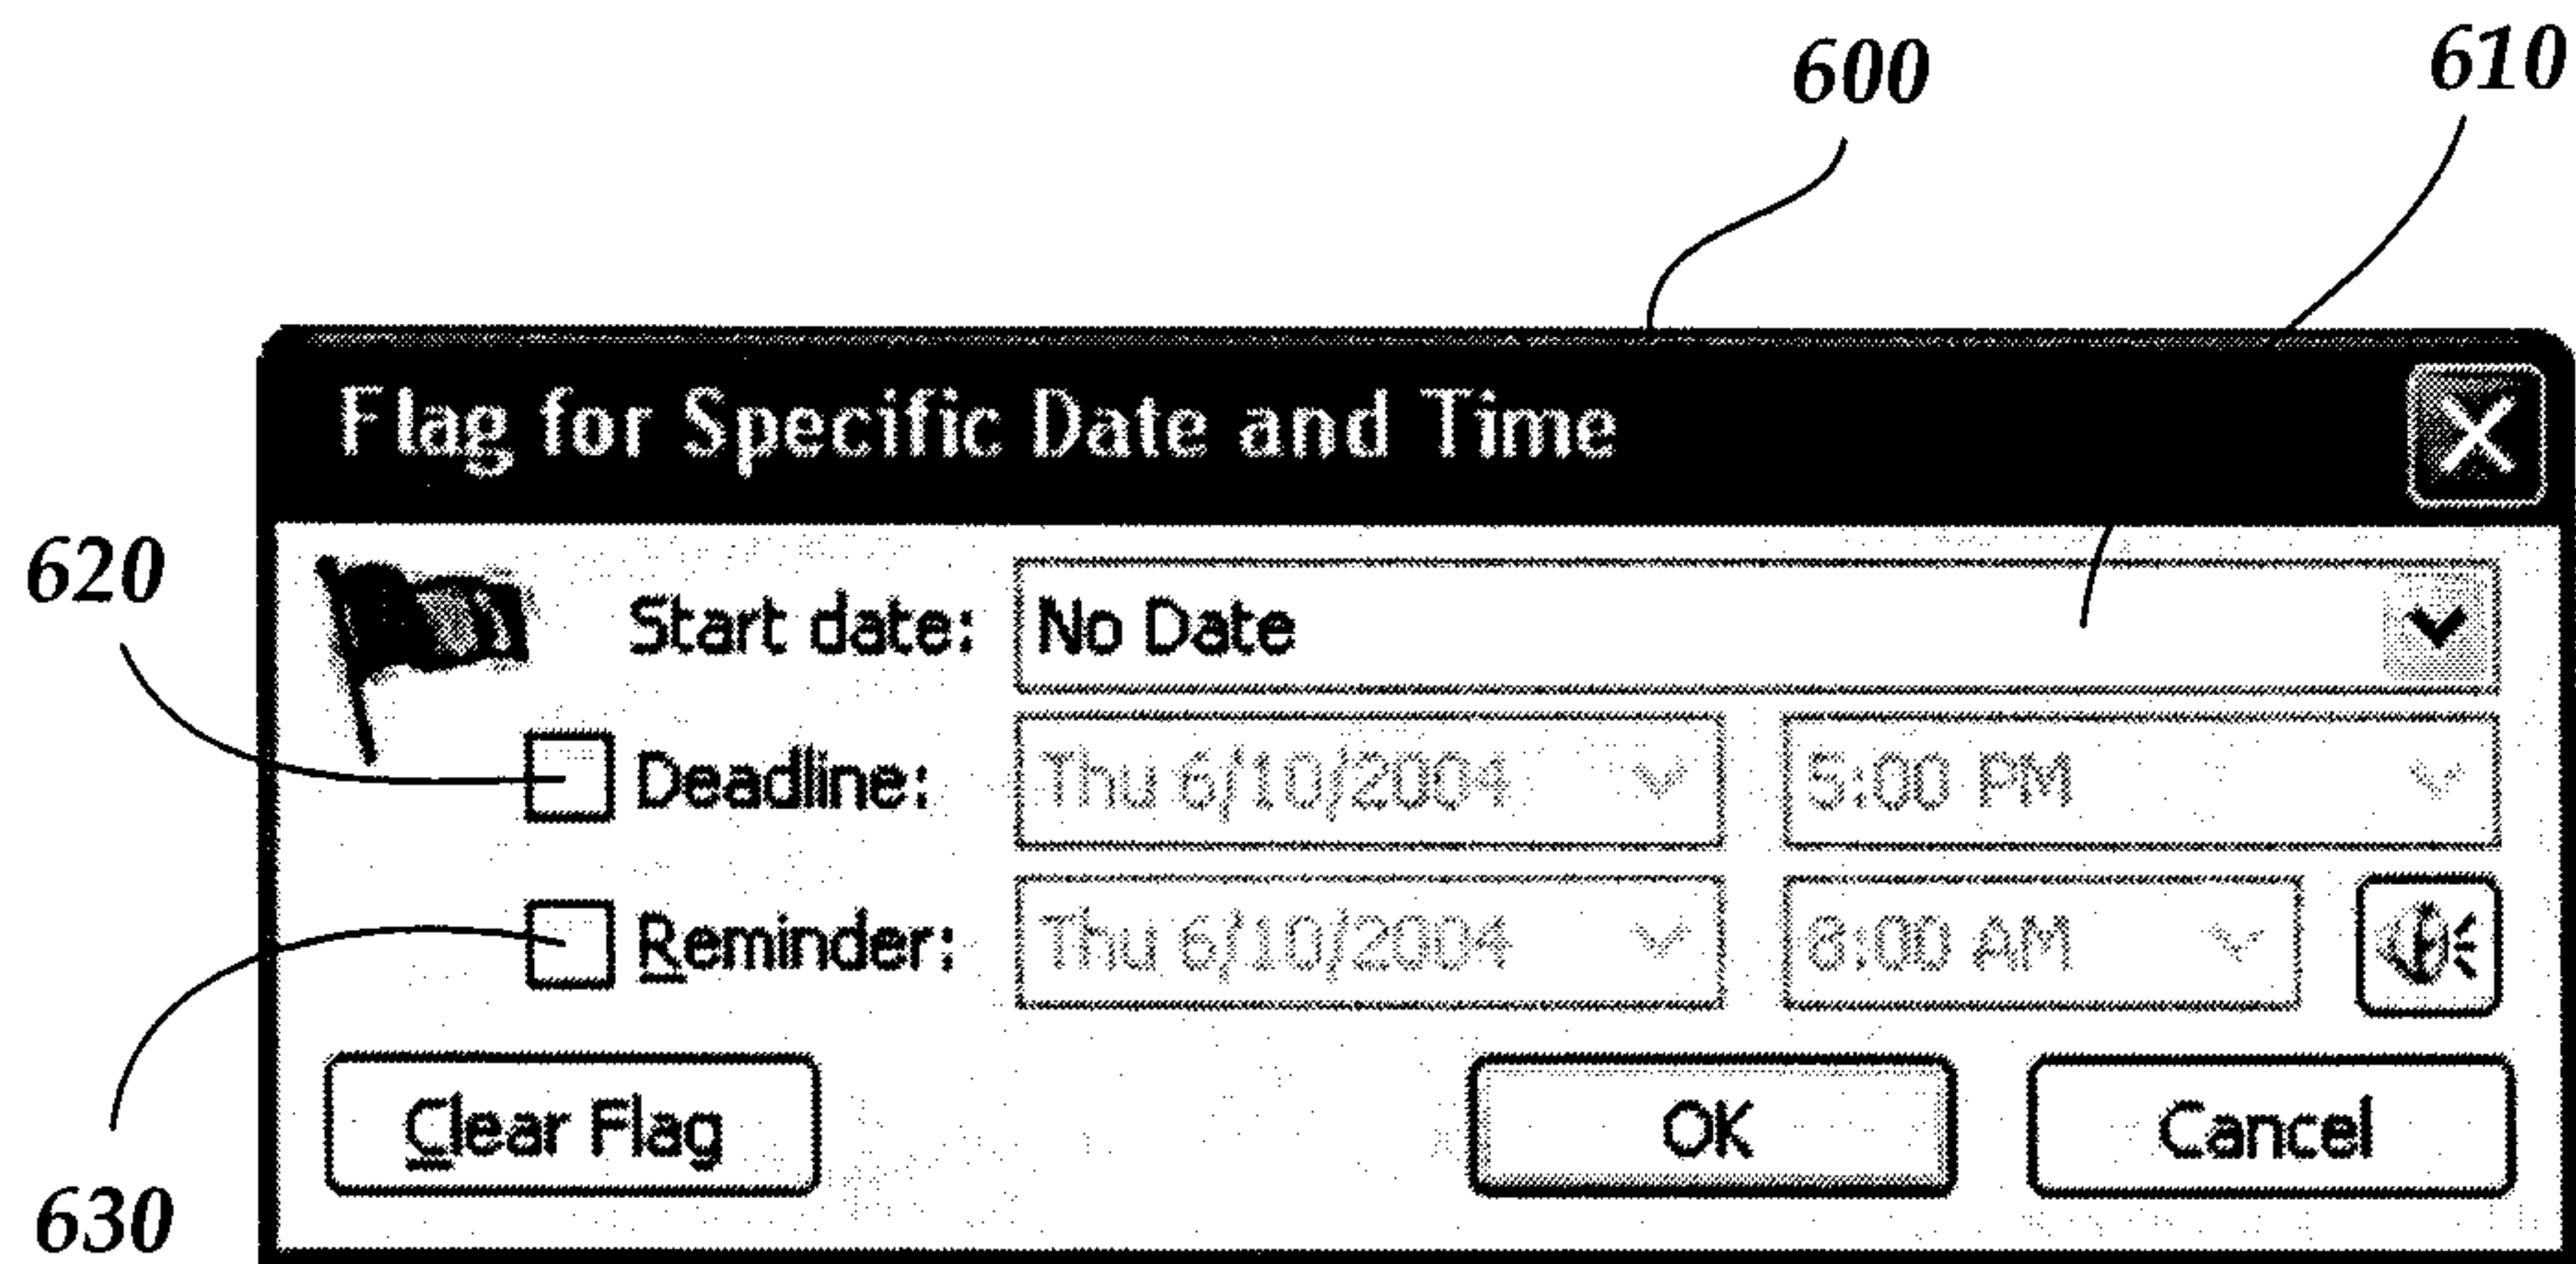 600 610
Flag for Specific Date and Time
620
Start date: No Date
Deadline: Thu 6/10/2004 5:00 PM
Reminder: Thu 6/10/2004 8:00 AM
Clear Flag OK Cancel
630